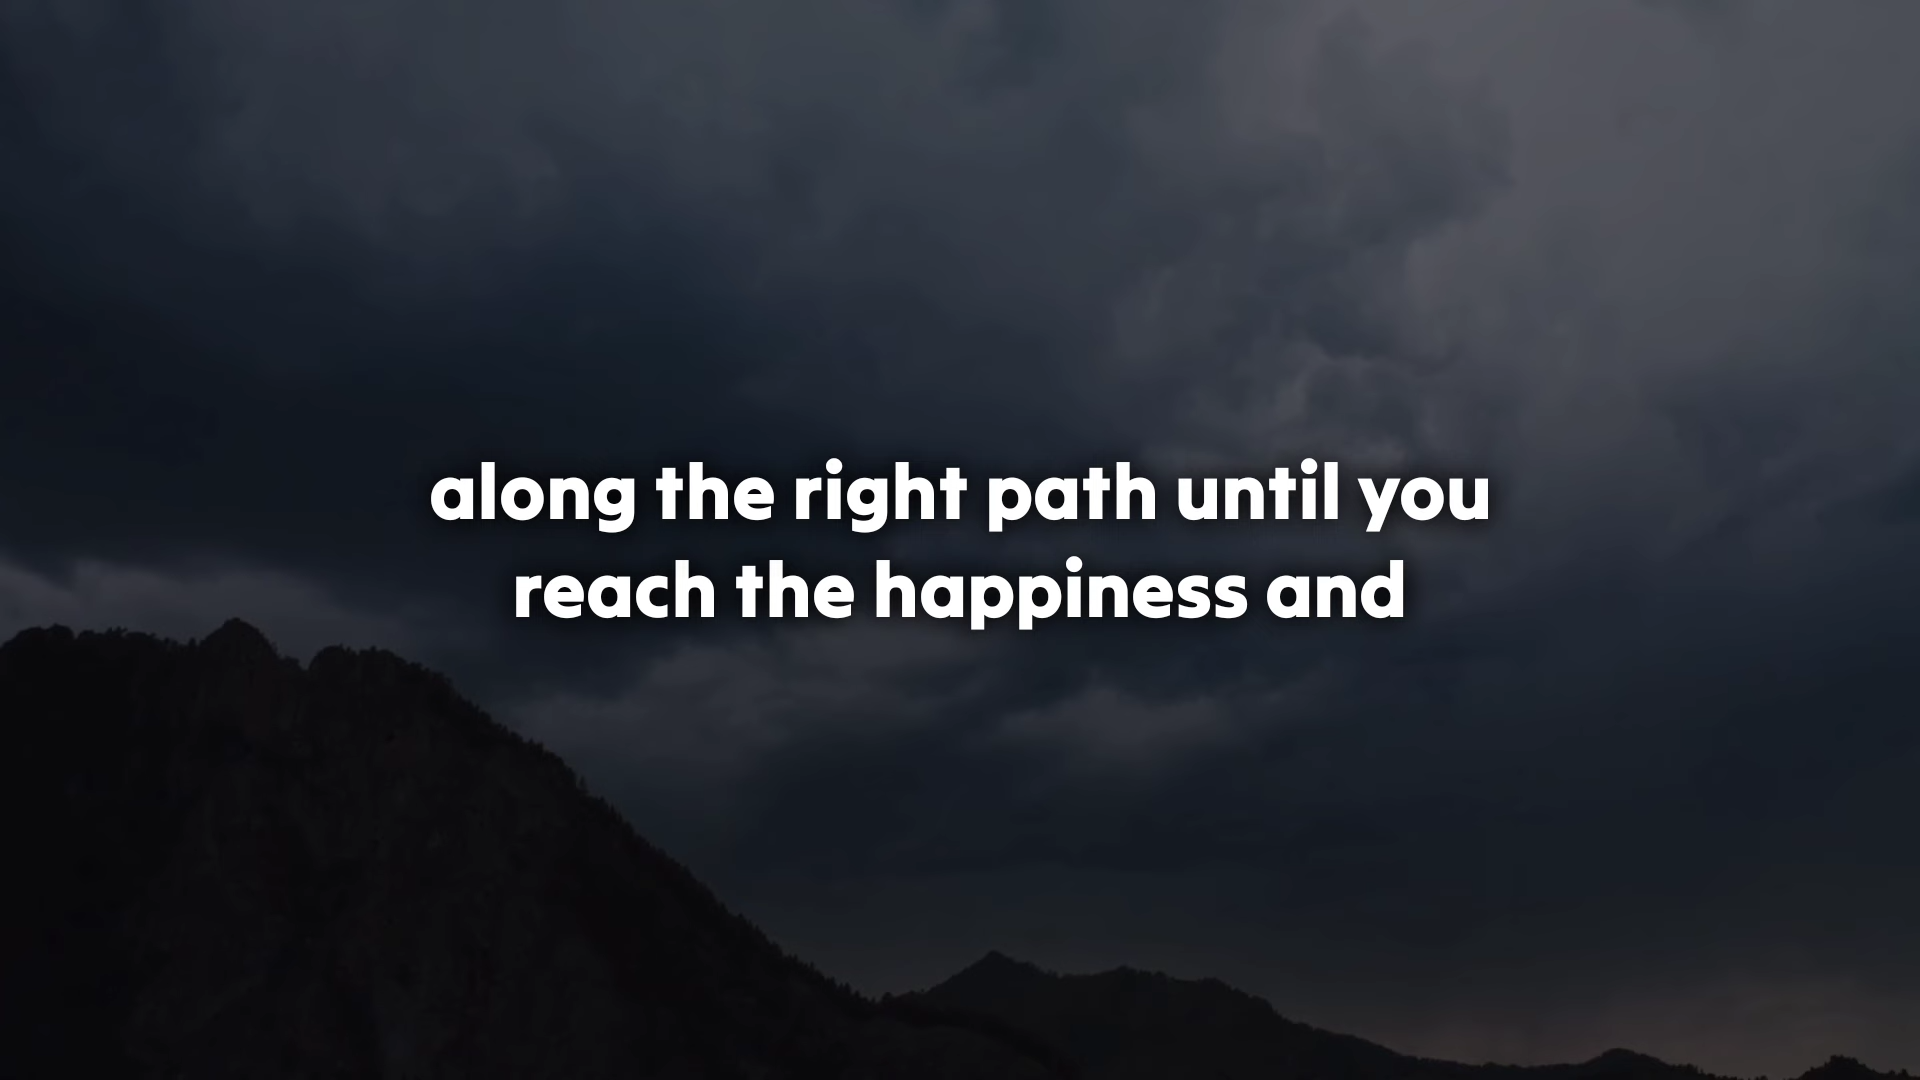 along the right path until you
reach the happiness and